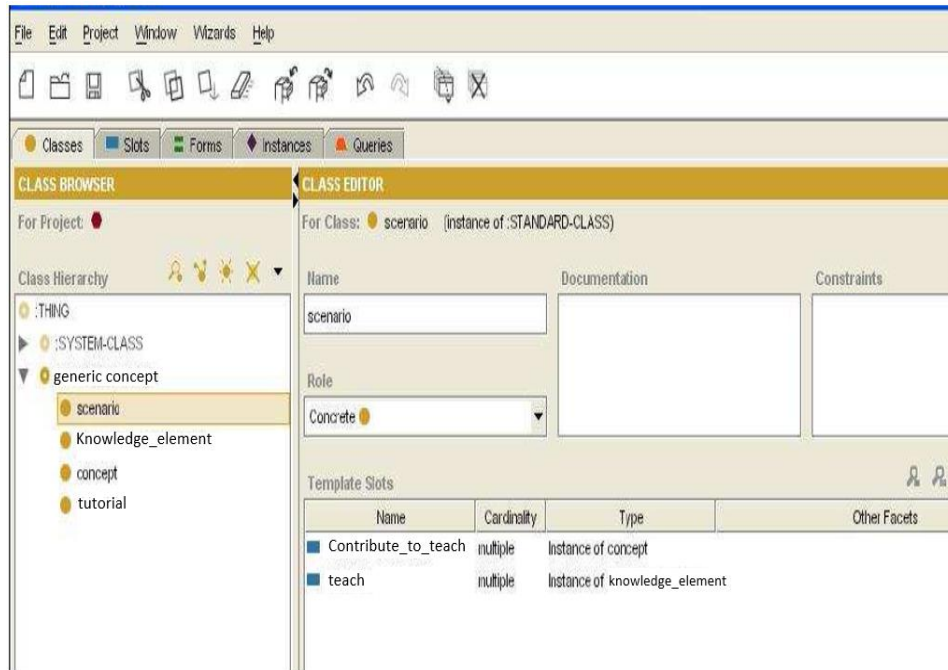 File Edit Project Window Wizards Help
Classes Slots Forms Instances Queries
CLASS BROWSER
For Project:
Class Hierarchy
:THING
:SYSTEM-CLASS
generic concept
scenario
Knowledge_element
concept
tutorial
CLASS EDITOR
For Class: scenario (instance of :STANDARD-CLASS)
Name Documentation Constraints
scenario
Role
Concrete
Template Slots
Name Cardinality Type Other Facets
Contribute_to_teach multiple Instance of concept
teach multiple Instance of knowledge_element